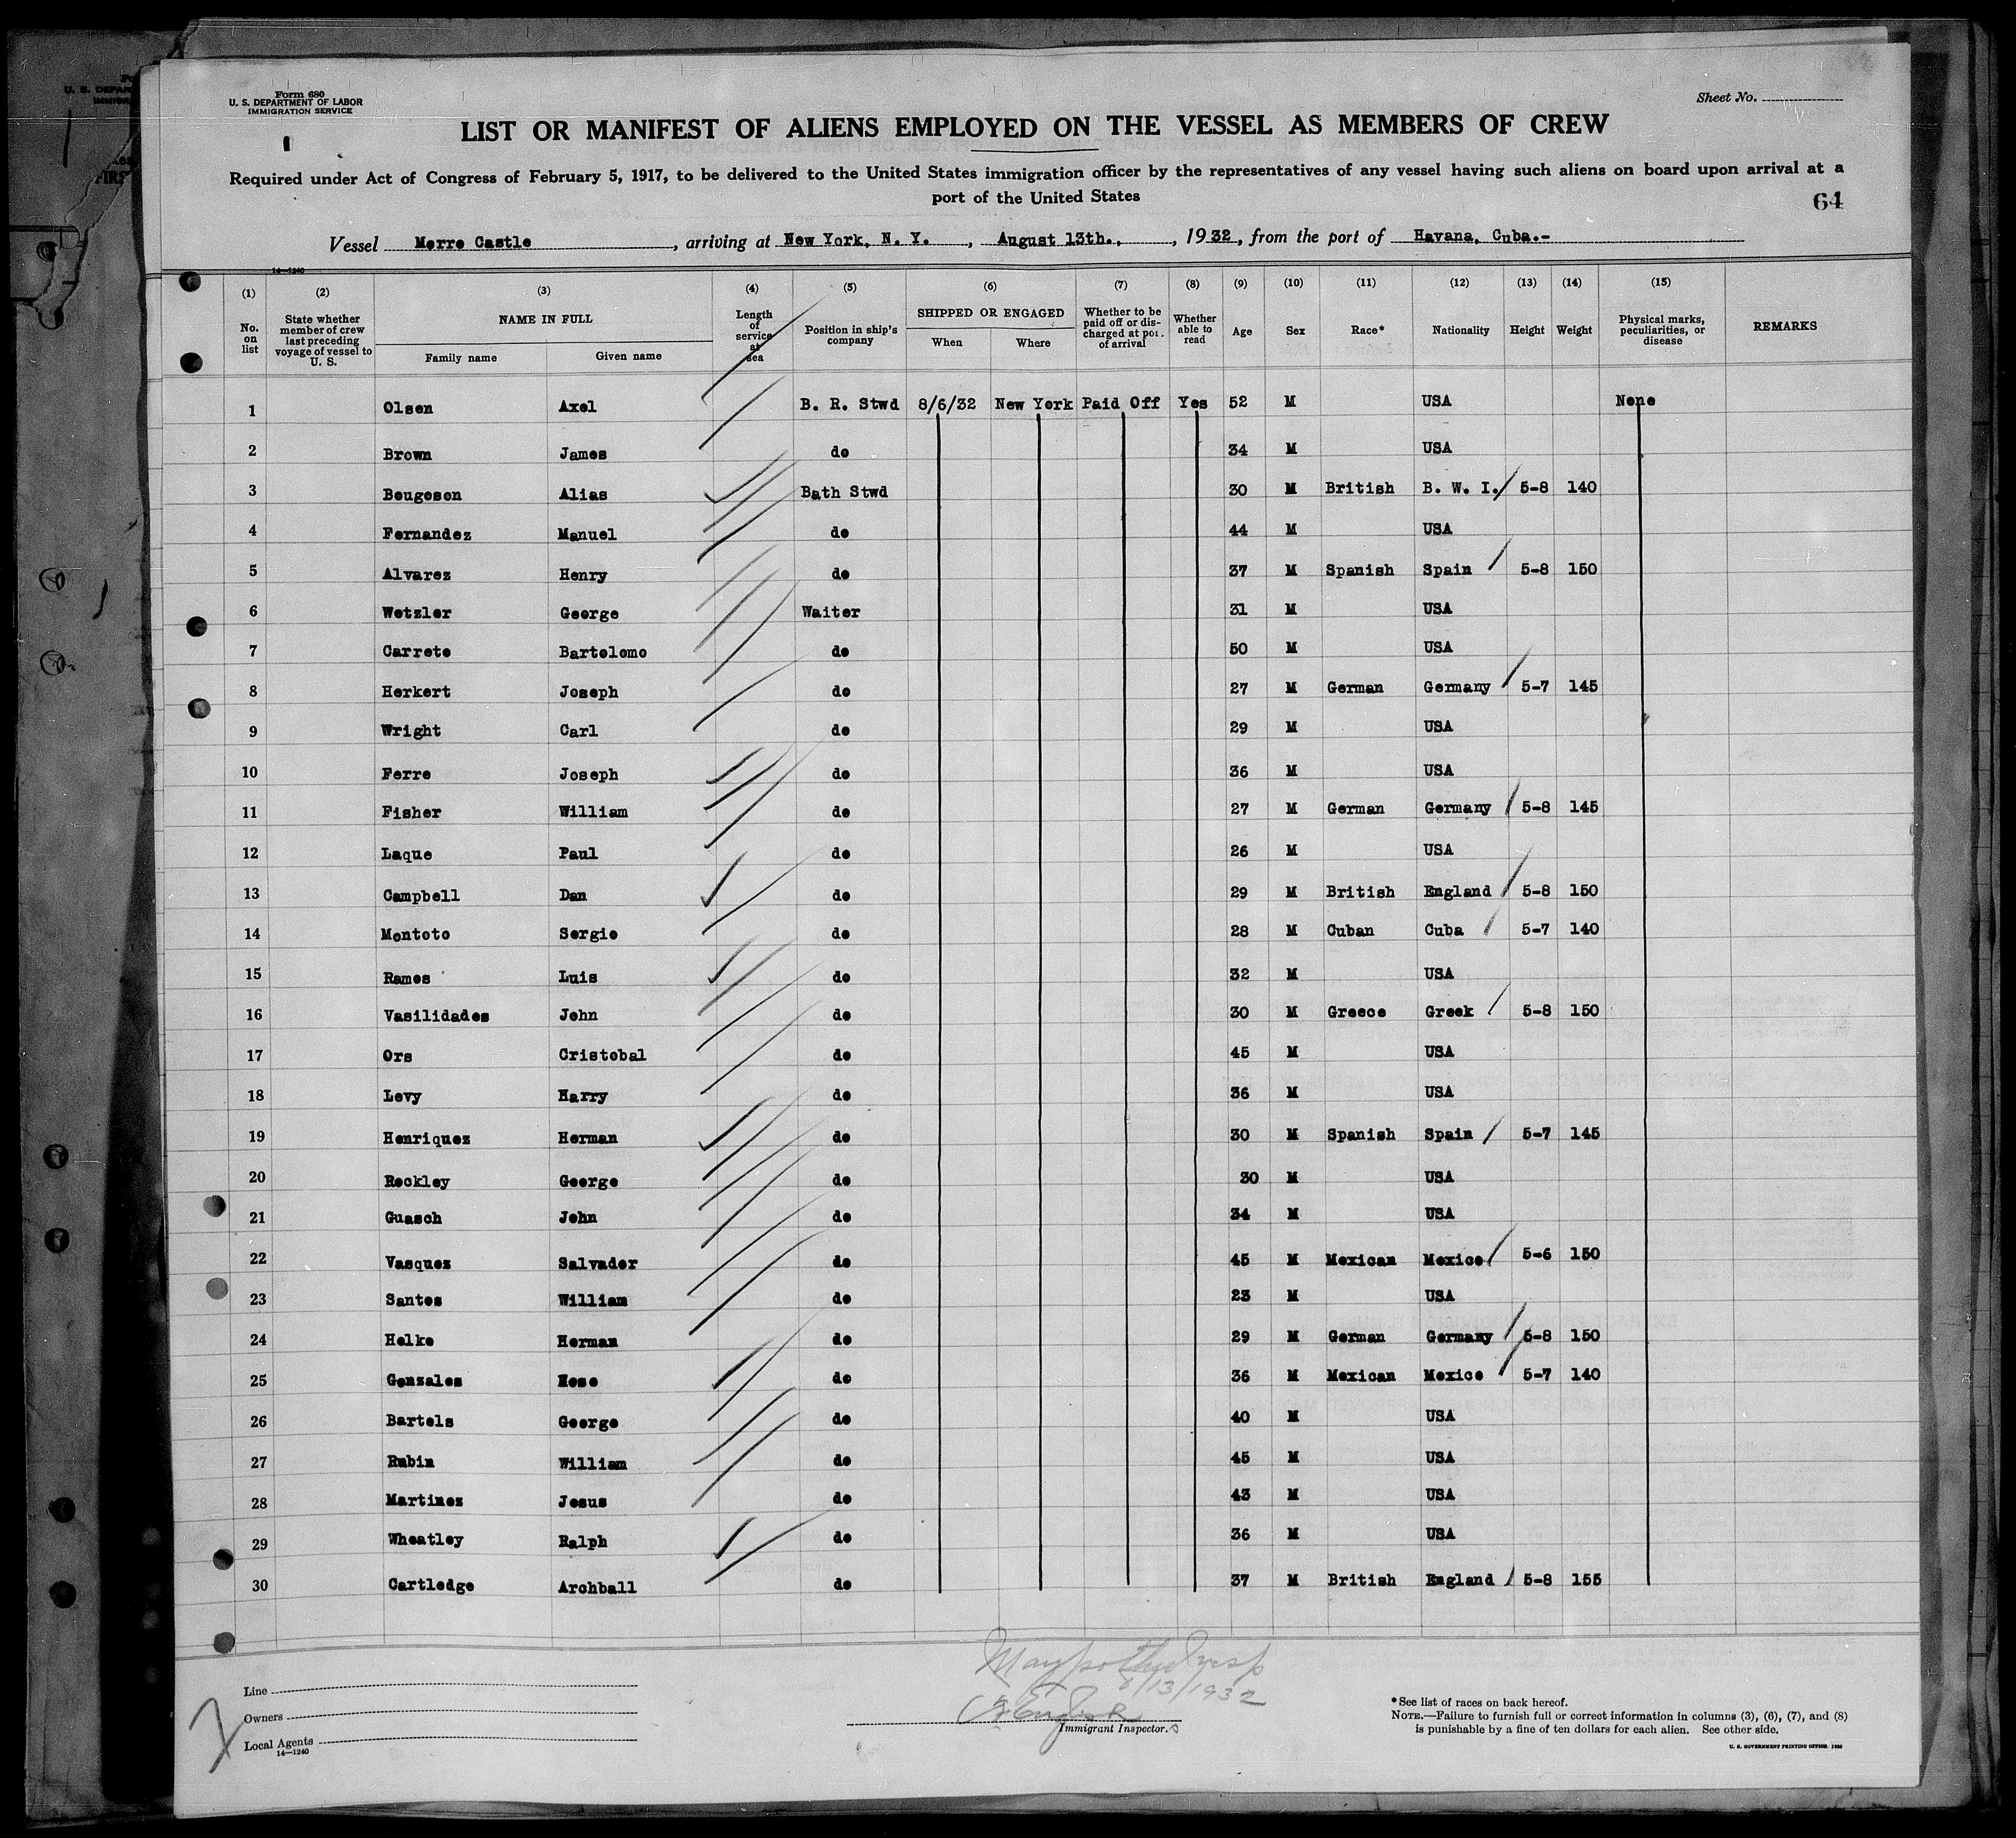 Form 680
U. S. DEPARTMENT OF LABOR
IMMIGRATION SERVICE
Sheet No.
LIST OR MANIFEST OF ALIENS EMPLOYED ON THE VESSEL AS MEMBERS OF CREW
Required under Act of Congress of February 5, 1917, to be delivered to the United States immigration officer by the representatives of any vessel having such aliens on board upon arrival at a
port of the United States
64
Vessel Morro Castle, arriving at New York, N. Y., August 13th., 1932, from the port of Havana, Cuba.-
14—1240
(1) No. on list (2) State whether member of crew last preceding voyage of vessel to U. S. (3) NAME IN FULL Family name Given name (4) Length of service at sea (5) Position in ship's company (6) SHIPPED OR ENGAGED When Where (7) Whether to be paid off or discharged at port of arrival (8) Whether able to read (9) Age (10) Sex (11) Race* (12) Nationality (13) Height (14) Weight (15) Physical marks, peculiarities, or disease REMARKS
1 Olsen Axel B. R. Stwd 8/6/32 New York Paid Off Yes 52 M USA None
2 Brown James do 34 M USA
3 Bougoson Alias Bath Stwd 30 M British B. W. I. 5-8 140
4 Fernandez Manuel do 44 M USA
5 Alvarez Henry do 37 M Spanish Spain 5-8 150
6 Wetzler George Waiter 31 M USA
7 Carrete Bartolomo do 50 M USA
8 Herkert Joseph do 27 M German Germany 5-7 145
9 Wright Carl do 29 M USA
10 Ferre Joseph do 36 M USA
11 Fisher William do 27 M German Germany 5-8 145
12 Laque Paul do 26 M USA
13 Campbell Dan do 29 M British England 5-8 150
14 Montoto Sergio do 28 M Cuban Cuba 5-7 140
15 Ramos Luis do 32 M USA
16 Vasilidades John do 30 M Greece Greek 5-8 150
17 Ors Cristobal do 45 M USA
18 Levy Harry do 36 M USA
19 Henriquez Herman do 30 M Spanish Spain 5-7 145
20 Reckley George do 30 M USA
21 Guasch John do 34 M USA
22 Vasquez Salvador do 45 M Mexican Mexico 5-6 150
23 Santos William do 23 M USA
24 Helke Herman do 29 M German Germany 5-8 150
25 Gonzales Nese do 36 M Mexican Mexico 5-7 140
26 Bartels George do 40 M USA
27 Rubin William do 45 M USA
28 Martinez Jesus do 43 M USA
29 Wheatley Ralph do 36 M USA
30 Cartledge Archball do 37 M British England 5-8 155
8/13/1932
Line
Owners
Local Agents
14—1240
Immigrant Inspector.
*See list of races on back hereof.
NOTE.—Failure to furnish full or correct information in columns (3), (6), (7), and (8)
is punishable by a fine of ten dollars for each alien. See other side.
U. S. GOVERNMENT PRINTING OFFICE